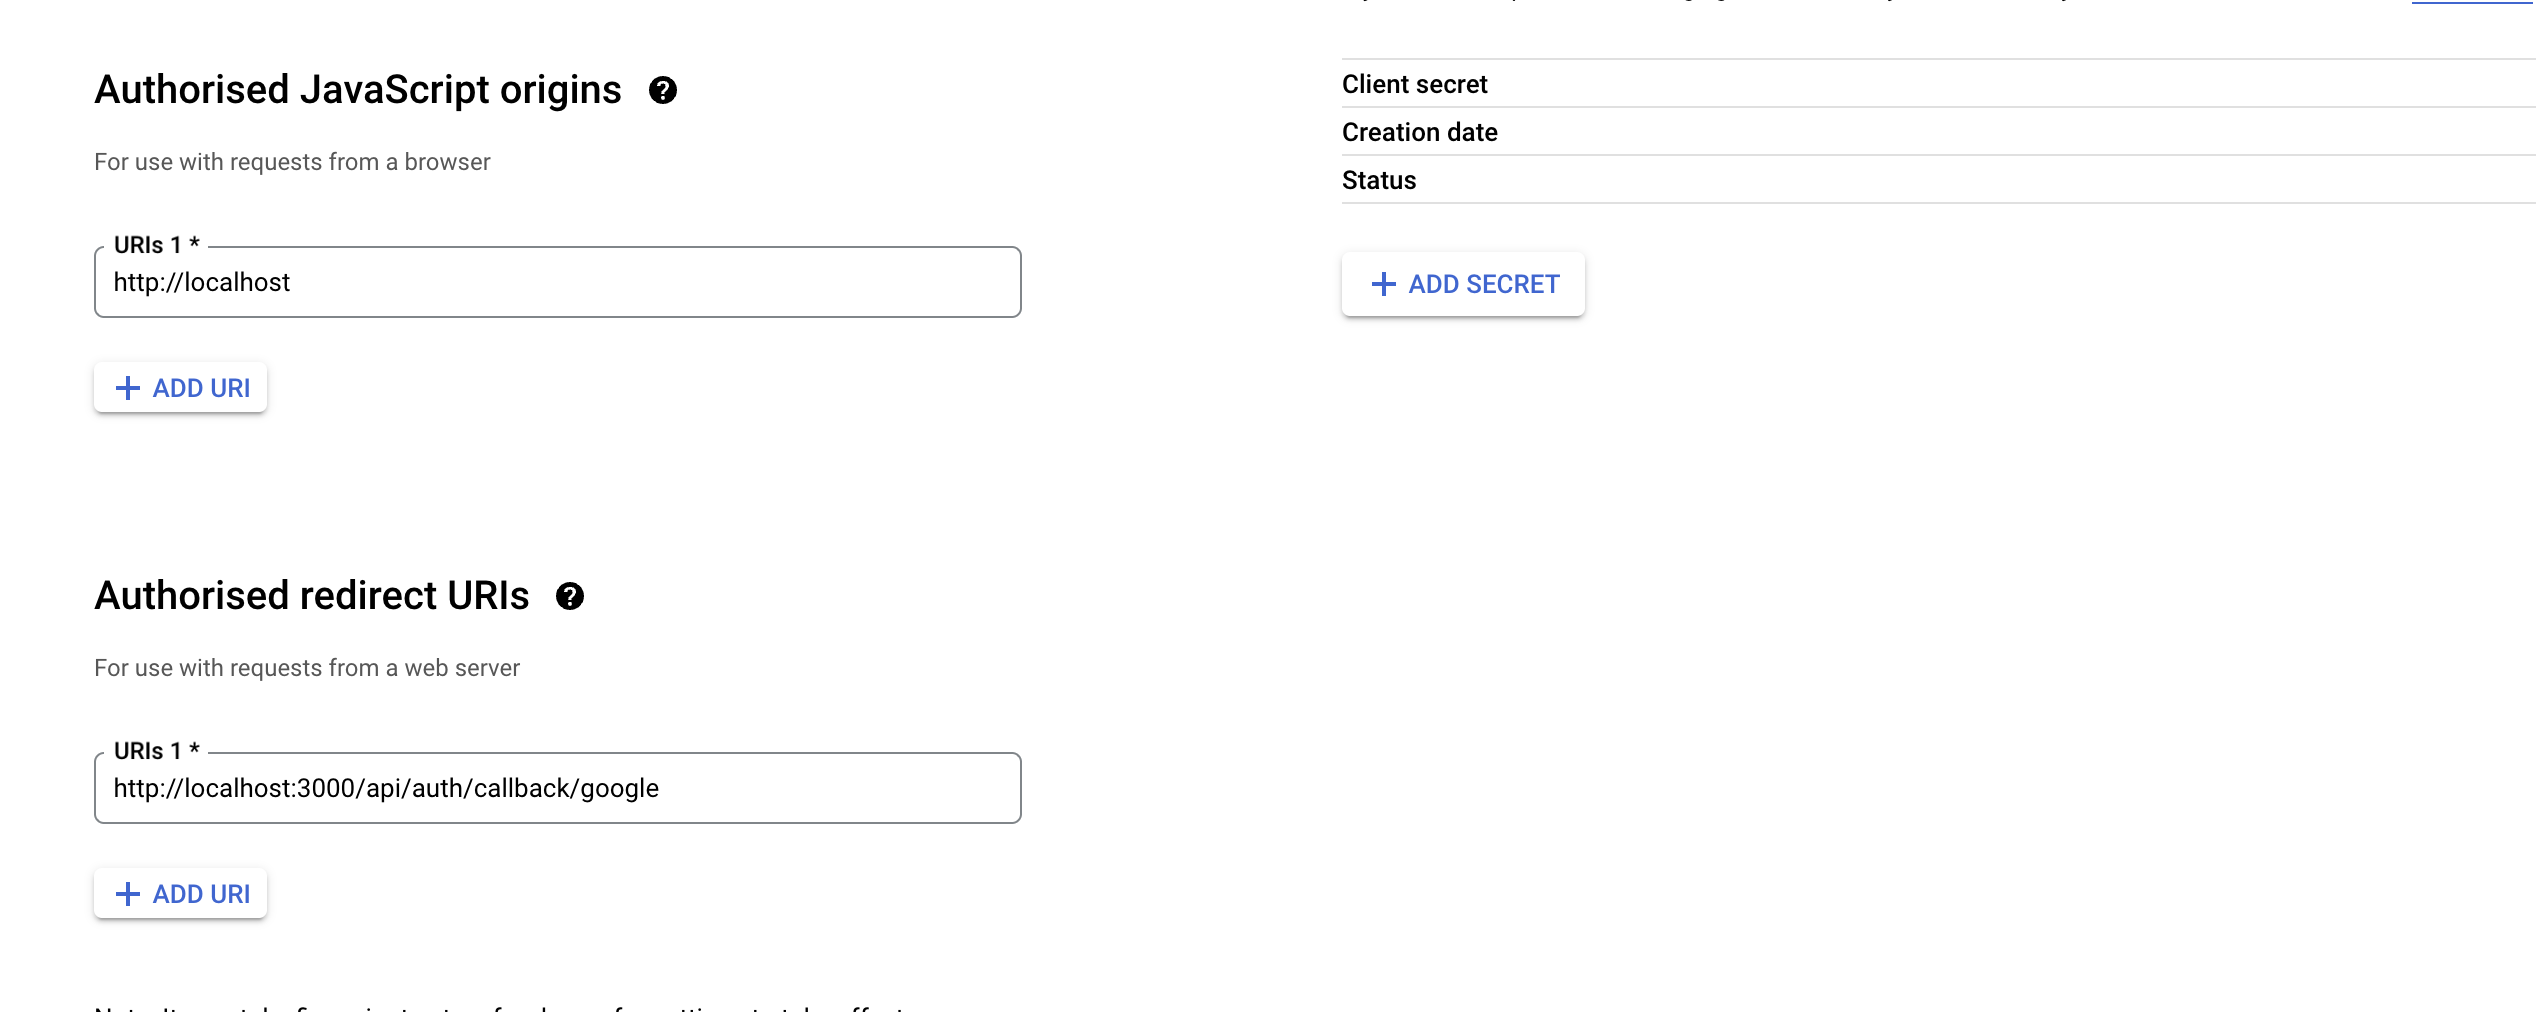 Authorised JavaScript origins
For use with requests from a browser
URIs 1 *
http://localhost
ADD URI
Authorised redirect URIs
For use with requests from a web server
URIs 1 *
http://localhost:3000/api/auth/callback/google
ADD URI
Client secret
Creation date
Status
ADD SECRET